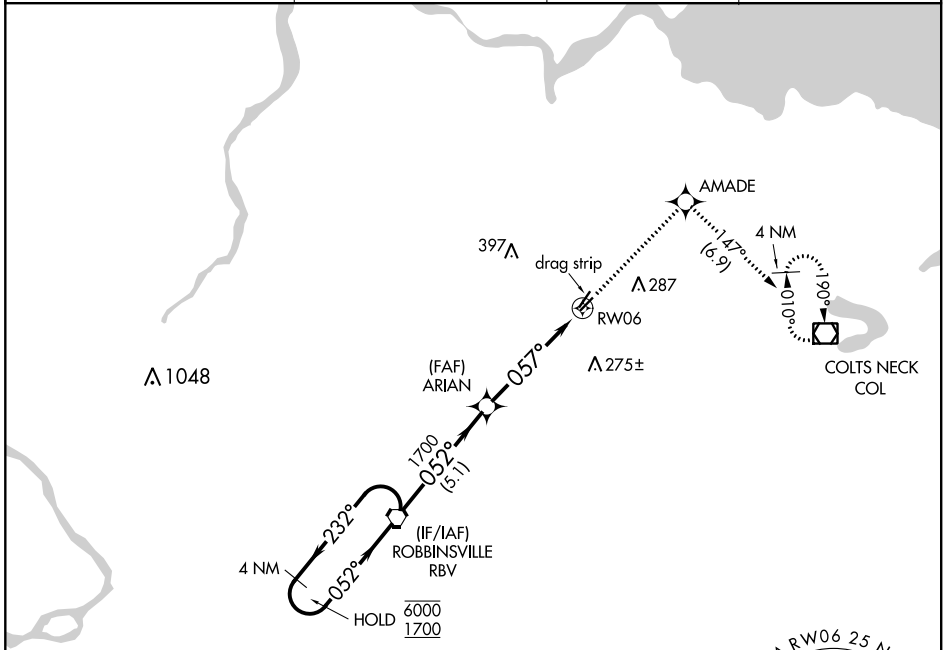 AMADE
4 NM
397
drag strip
147°
(6.9)
287
190°
010°
RW06
(FAF)
ARIAN
057°
275±
COLTS NECK
COL
1048
1700
052°
(5.1)
232°
(IF/IAF)
ROBBINSVILLE
RBV
4 NM
052°
HOLD
6000
1700
RW06 25 N